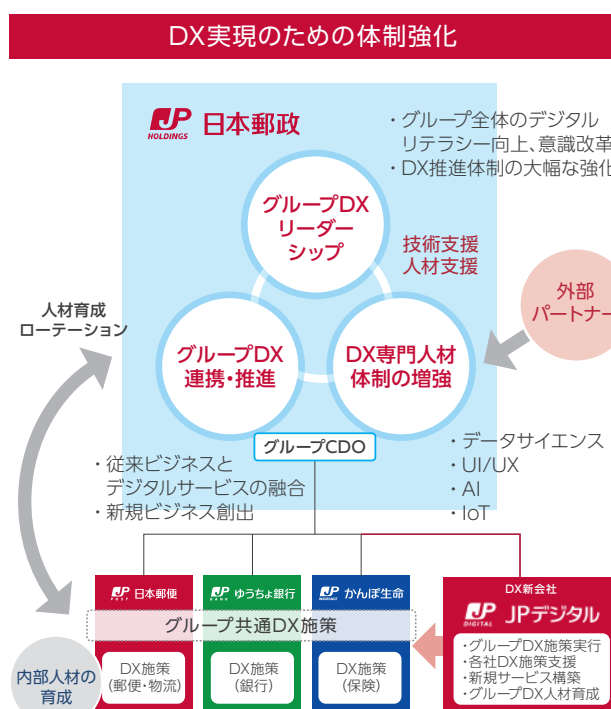 DX実現のための体制強化
JP
HOLDINGS
日本郵政
・グループ全体のデジタル
リテラシー向上、意識改革
・DX推進体制の大幅な強化
グループDX
リーダー
シップ
技術支援
人材支援
外部
パートナー
人材育成
ローテーション
グループDX
連携・推進
DX専門人材
体制の増強
グループCDO
・従来ビジネスと
デジタルサービスの融合
・新規ビジネス創出
・データサイエンス
・UI/UX
・AI
・IoT
JP
POST
日本郵便
JP
BANK
ゆうちょ銀行
JP
INSURANCE
かんぽ生命
グループ共通DX施策
DX施策
(郵便・物流)
DX施策
(銀行)
DX施策
(保険)
DX新会社
JP
DIGITAL
JPデジタル
・グループDX施策実行
・各社DX施策支援
・新規サービス構築
・グループDX人材育成
内部人材の
育成